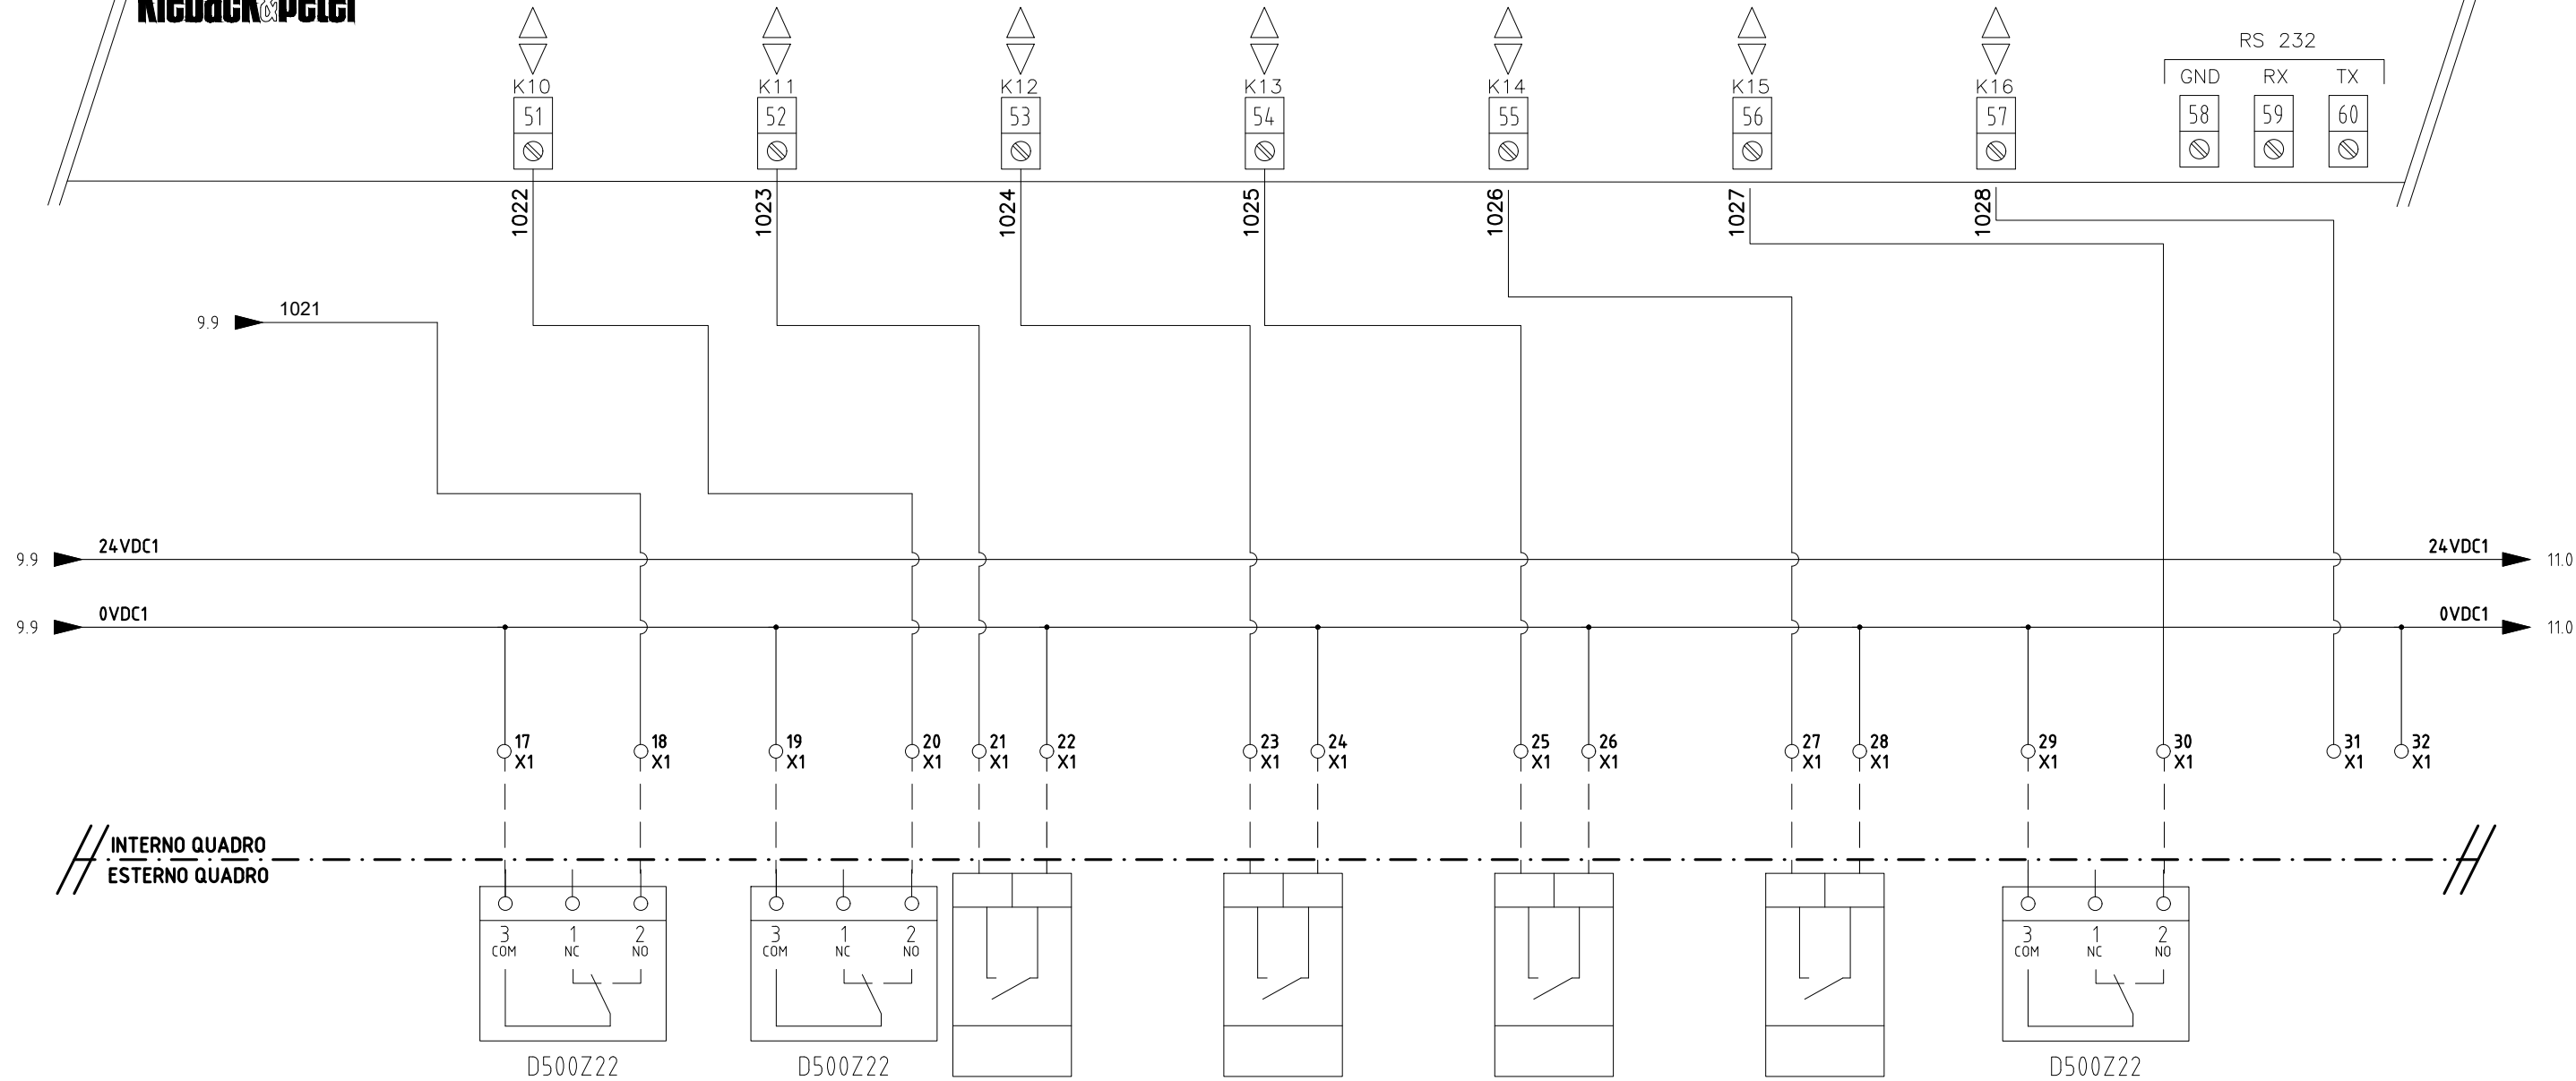 Kieback&Peter
RS 232
GND RX TX
K10 K11 K12 K13 K14 K15 K16
51 52 53 54 55 56 57 58 59 60
1022 1023 1024 1025 1026 1027 1028
9.9 1021
9.9 24VDC1 24VDC1 11.0
9.9 0VDC1 0VDC1 11.0
17 18 19 20 21 22 23 24 25 26 27 28 29 30 31 32
X1 X1 X1 X1 X1 X1 X1 X1 X1 X1 X1 X1 X1 X1 X1 X1
INTERNO QUADRO
ESTERNO QUADRO
3 1 2 3 1 2 3 1 2
COM NC NO COM NC NO COM NC NO
D500Z22 D500Z22 D500Z22